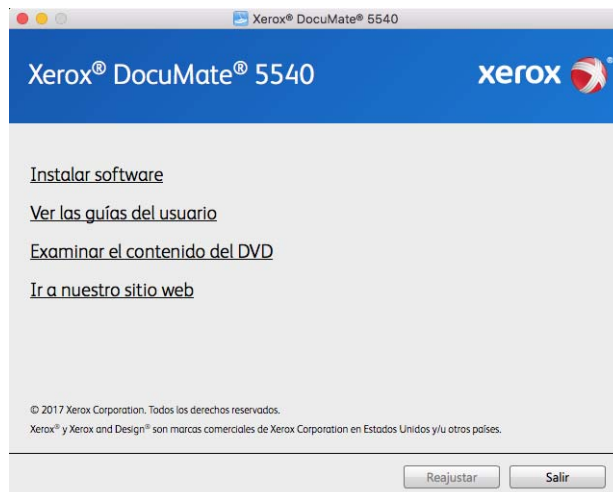 Xerox® DocuMate® 5540
Xerox® DocuMate® 5540
xerox ®
Instalar software
Ver las guías del usuario
Examinar el contenido del DVD
Ir a nuestro sitio web
© 2017 Xerox Corporation. Todos los derechos reservados.
Xerox® y Xerox and Design® son marcas comerciales de Xerox Corporation en Estados Unidos y/u otros países.
Reajustar
Salir